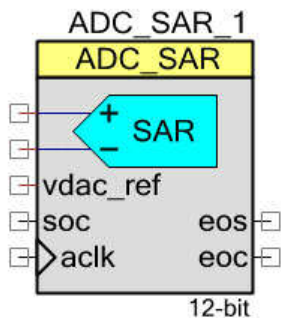 ADC_SAR_1
ADC_SAR
+
SAR
−
vdac_ref
soc eos
aclk eoc
12-bit